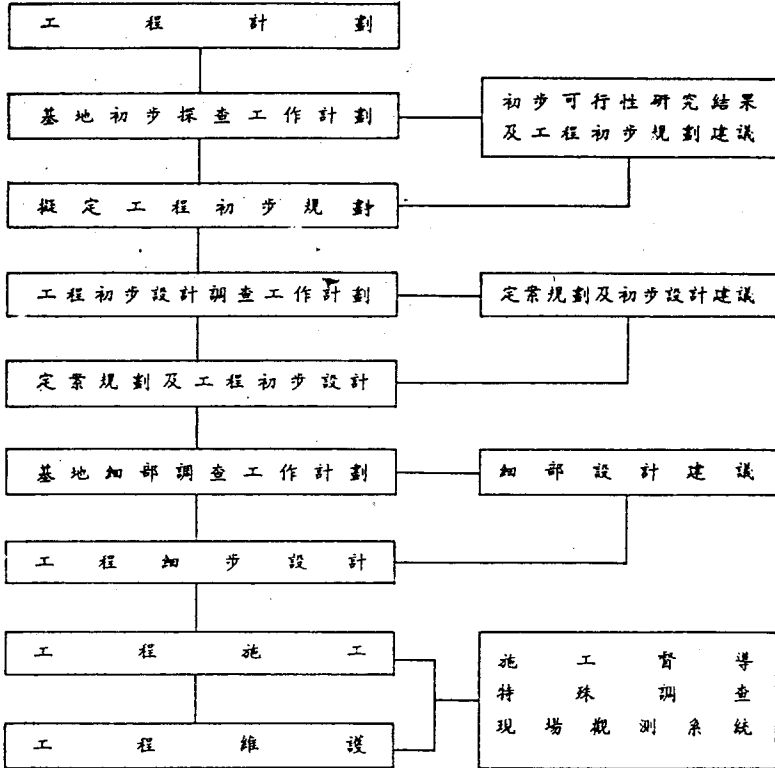 工程計劃
基地初步探查工作計劃
初步可行性研究結果
及工程初步規劃建議
擬定工程初步規劃
工程初步設計調查工作計劃
定案規劃及初步設計建議
定案規劃及工程初步設計
基地細部調查工作計劃
細部設計建議
工程細步設計
工程施工
施工督導
特殊調查
現場觀測系統
工程維護